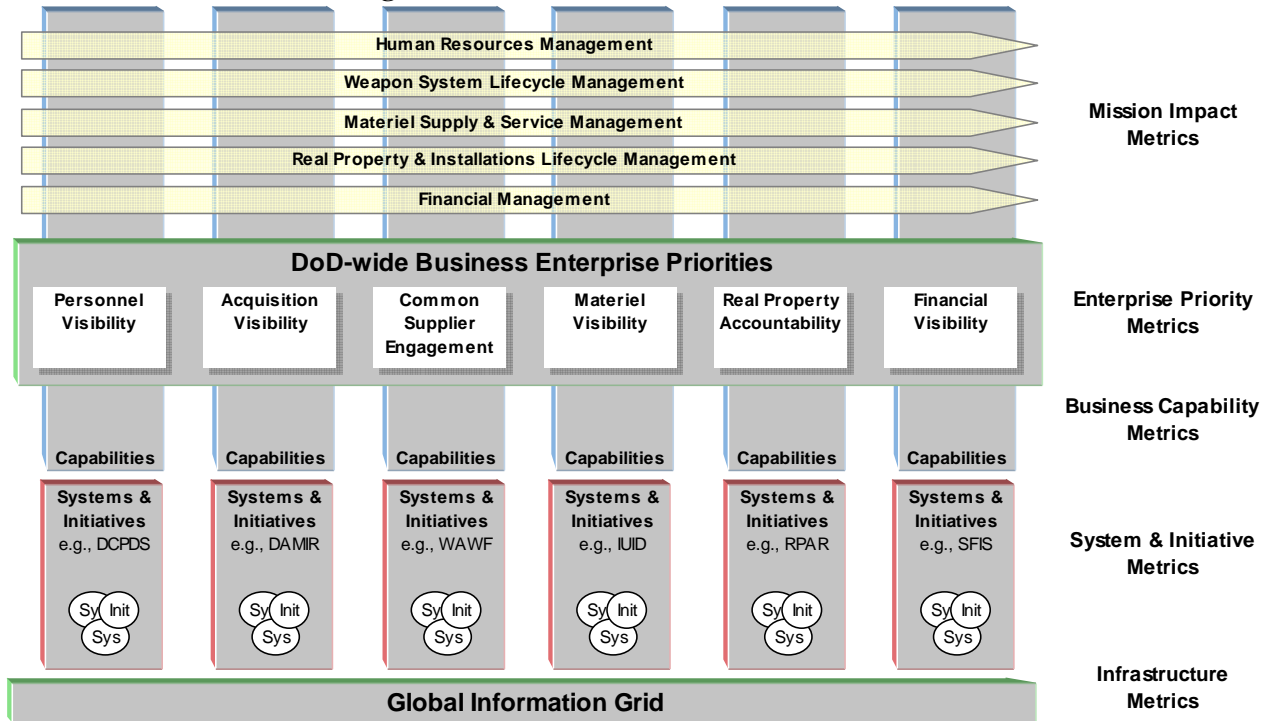 Human Resources Management
Weapon System Lifecycle Management
Materiel Supply & Service Management
Real Property & Installations Lifecycle Management
Financial Management
Mission Impact
Metrics
DoD-wide Business Enterprise Priorities
Personnel
Visibility
Acquisition
Visibility
Common
Supplier
Engagement
Materiel
Visibility
Real Property
Accountability
Financial
Visibility
Enterprise Priority
Metrics
Business Capability
Metrics
Capabilities
Capabilities
Capabilities
Capabilities
Capabilities
Capabilities
Systems &
Initiatives
e.g., DCPDS
Sy
Init
Sys
Systems &
Initiatives
e.g., DAMIR
Sy
Init
Sys
Systems &
Initiatives
e.g., WAWF
Sy
Init
Sys
Systems &
Initiatives
e.g., IUID
Sy
Init
Sys
Systems &
Initiatives
e.g., RPAR
Sy
Init
Sys
Systems &
Initiatives
e.g., SFIS
Sy
Init
Sys
System & Initiative
Metrics
Global Information Grid
Infrastructure
Metrics